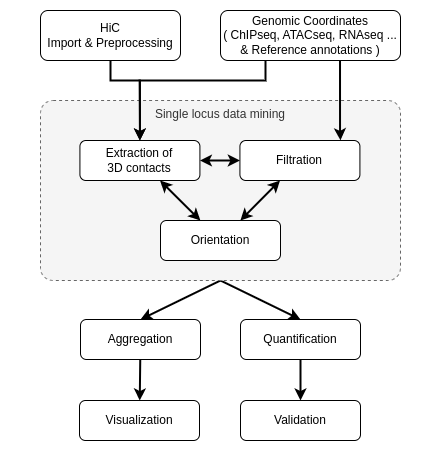 HiC
Import & Preprocessing
Genomic Coordinates
( ChIPseq, ATACseq, RNAseq ...
& Reference annotations )
Single locus data mining
Extraction of
3D contacts
Filtration
Orientation
Aggregation
Quantification
Visualization
Validation